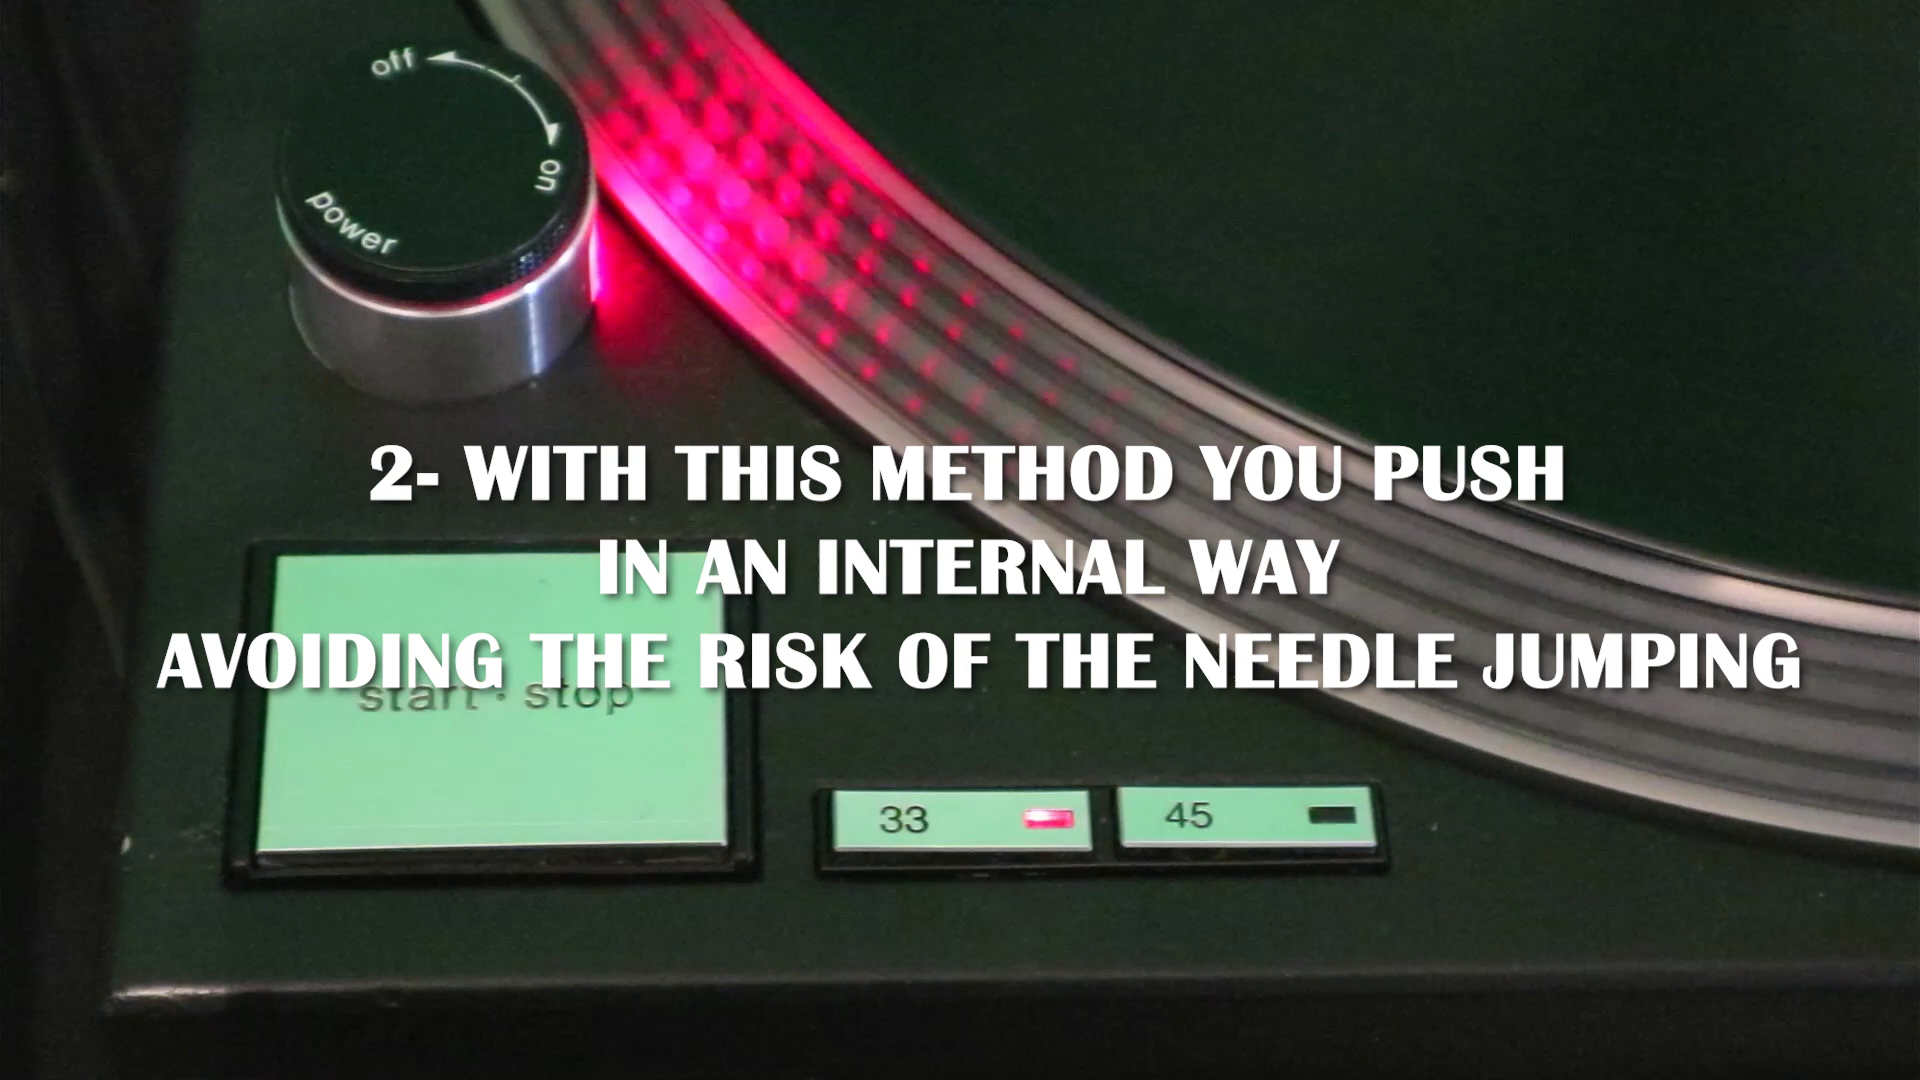 off
on
power
2- WITH THIS METHOD YOU PUSH
IN AN INTERNAL WAY
AVOIDING THE RISK OF THE NEEDLE JUMPING
start · stop
33
45